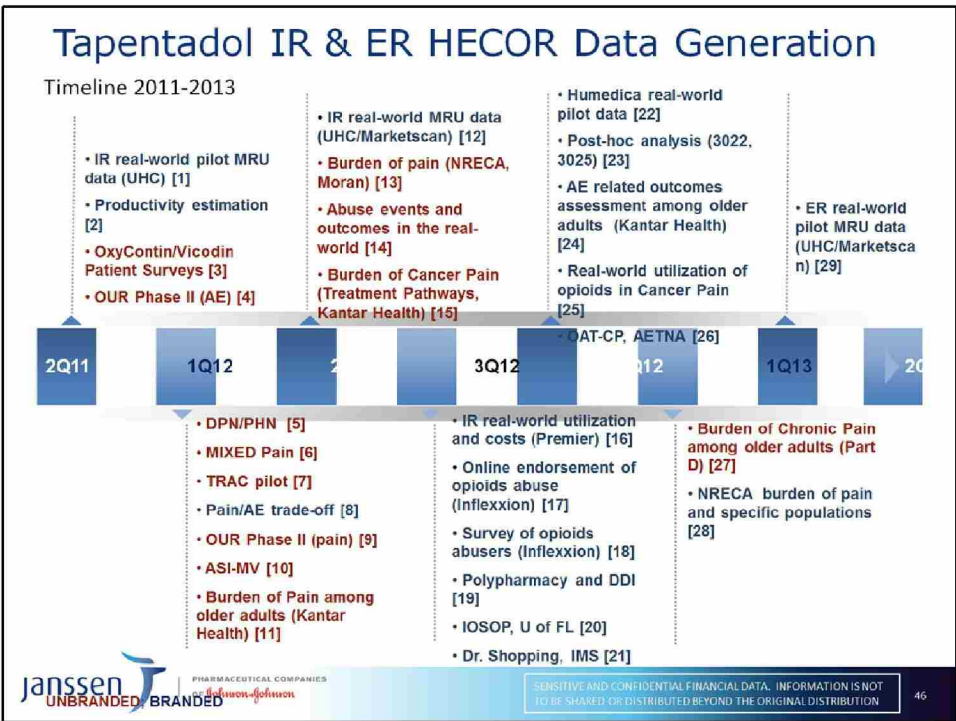 Tapentadol IR & ER HECOR Data Generation
Timeline 2011-2013
• IR real-world pilot MRU
data (UHC) [1]
• Productivity estimation
[2]
• OxyContin/Vicodin
Patient Surveys [3]
• OUR Phase II (AE) [4]
• IR real-world MRU data
(UHC/Marketscan) [12]
• Burden of pain (NRECA,
Moran) [13]
• Abuse events and
outcomes in the real-
world [14]
• Burden of Cancer Pain
(Treatment Pathways,
Kantar Health) [15]
• Humedica real-world
pilot data [22]
• Post-hoc analysis (3022,
3025) [23]
• AE related outcomes
assessment among older
adults (Kantar Health)
[24]
• Real-world utilization of
opioids in Cancer Pain
[25]
• OAT-CP, AETNA [26]
• ER real-world
pilot MRU data
(UHC/Marketsca
n) [29]
2Q11 1Q12 2 3Q12 Q12 1Q13 20
• DPN/PHN [5]
• MIXED Pain [6]
• TRAC pilot [7]
• Pain/AE trade-off [8]
• OUR Phase II (pain) [9]
• ASI-MV [10]
• Burden of Pain among
older adults (Kantar
Health) [11]
• IR real-world utilization
and costs (Premier) [16]
• Online endorsement of
opioids abuse
(Inflexxion) [17]
• Survey of opioids
abusers (Inflexxion) [18]
• Polypharmacy and DDI
[19]
• IOSOP, U of FL [20]
• Dr. Shopping, IMS [21]
• Burden of Chronic Pain
among older adults (Part
D) [27]
• NRECA burden of pain
and specific populations
[28]
janssen
PHARMACEUTICAL COMPANIES
OF Johnson & Johnson
UNBRANDED/BRANDED
SENSITIVE AND CONFIDENTIAL FINANCIAL DATA. INFORMATION IS NOT
TO BE SHARED OR DISTRIBUTED BEYOND THE ORIGINAL DISTRIBUTION
46